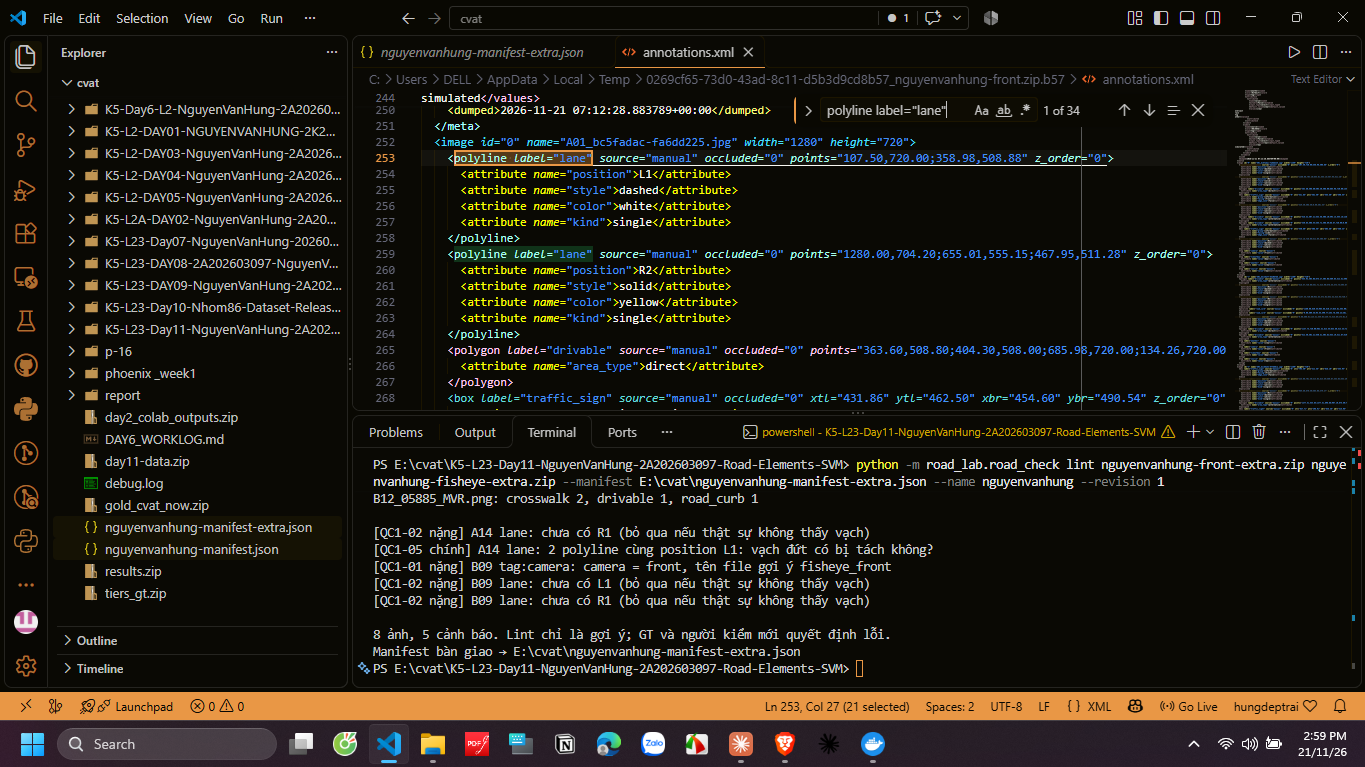 File Edit Selection View Go Run ··· cvat 1
Explorer ···
cvat
K5-Day6-L2-NguyenVanHung-2A20260...
K5-L2-DAY01-NGUYENVANHUNG-2K2...
K5-L2-DAY03-NguyenVanHung-2A2026...
K5-L2-DAY04-NguyenVanHung-2A2026...
K5-L2-DAY05-NguyenVanHung-2A2026...
K5-L2A-DAY02-NguyenVanHung-2A20...
K5-L23-Day07-NguyenVanHung-20260...
K5-L23-DAY08-2A202603097-NguyenV...
K5-L23-DAY09-NguyenVanHung-2A202...
K5-L23-Day10-Nhom86-Dataset-Releas...
K5-L23-Day11-NguyenVanHung-2A202...
p-16
phoenix _week1
report
day2_colab_outputs.zip
DAY6_WORKLOG.md
day11-data.zip
debug.log
gold_cvat_now.zip
nguyenvanhung-manifest-extra.json
nguyenvanhung-manifest.json
results.zip
tiers_gt.zip
Outline
Timeline
nguyenvanhung-manifest-extra.json annotations.xml
C: > Users > DELL > AppData > Local > Temp > 0269cf65-73d0-43ad-8c11-d5b3d9cd8b57_nguyenvanhung-front.zip.b57 > annotations.xml Text Editor
polyline label="lane" Aa ab .* 1 of 34
244 simulated</values>
250 <dumped>2026-11-21 07:12:28.883789+00:00</dumped>
251 </meta>
252 <image id="0" name="A01_bc5fadac-fa6dd225.jpg" width="1280" height="720">
253 <polyline label="lane" source="manual" occluded="0" points="107.50,720.00;358.98,508.88" z_order="0">
254 <attribute name="position">L1</attribute>
255 <attribute name="style">dashed</attribute>
256 <attribute name="color">white</attribute>
257 <attribute name="kind">single</attribute>
258 </polyline>
259 <polyline label="lane" source="manual" occluded="0" points="1280.00,704.20;655.01,555.15;467.95,511.28" z_order="0">
260 <attribute name="position">R2</attribute>
261 <attribute name="style">solid</attribute>
262 <attribute name="color">yellow</attribute>
263 <attribute name="kind">single</attribute>
264 </polyline>
265 <polygon label="drivable" source="manual" occluded="0" points="363.60,508.80;404.30,508.00;685.98,720.00;134.26,720.00
266 <attribute name="area_type">direct</attribute>
267 </polygon>
268 <box label="traffic_sign" source="manual" occluded="0" xtl="431.86" ytl="462.50" xbr="454.60" ybr="490.54" z_order="0"
Problems Output Terminal Ports ··· powershell - K5-L23-Day11-NguyenVanHung-2A202603097-Road-Elements-SVM
PS E:\cvat\K5-L23-Day11-NguyenVanHung-2A202603097-Road-Elements-SVM> python -m road_lab.road_check lint nguyenvanhung-front-extra.zip nguye
nvanhung-fisheye-extra.zip --manifest E:\cvat\nguyenvanhung-manifest-extra.json --name nguyenvanhung --revision 1
B12_05885_MVR.png: crosswalk 2, drivable 1, road_curb 1
[QC1-02 nặng] A14 lane: chưa có R1 (bỏ qua nếu thật sự không thấy vạch)
[QC1-05 chính] A14 lane: 2 polyline cùng position L1: vạch đứt có bị tách không?
[QC1-01 nặng] B09 tag:camera: camera = front, tên file gợi ý fisheye_front
[QC1-02 nặng] B09 lane: chưa có L1 (bỏ qua nếu thật sự không thấy vạch)
[QC1-02 nặng] B09 lane: chưa có R1 (bỏ qua nếu thật sự không thấy vạch)
8 ảnh, 5 cảnh báo. Lint chỉ là gợi ý; GT và người kiểm mới quyết định lỗi.
Manifest bàn giao → E:\cvat\nguyenvanhung-manifest-extra.json
PS E:\cvat\K5-L23-Day11-NguyenVanHung-2A202603097-Road-Elements-SVM>
Launchpad 0 0 Ln 253, Col 27 (21 selected) Spaces: 2 UTF-8 LF { } XML Go Live hungdeptrai
Search PDF Zalo 2:59 PM
21/11/26